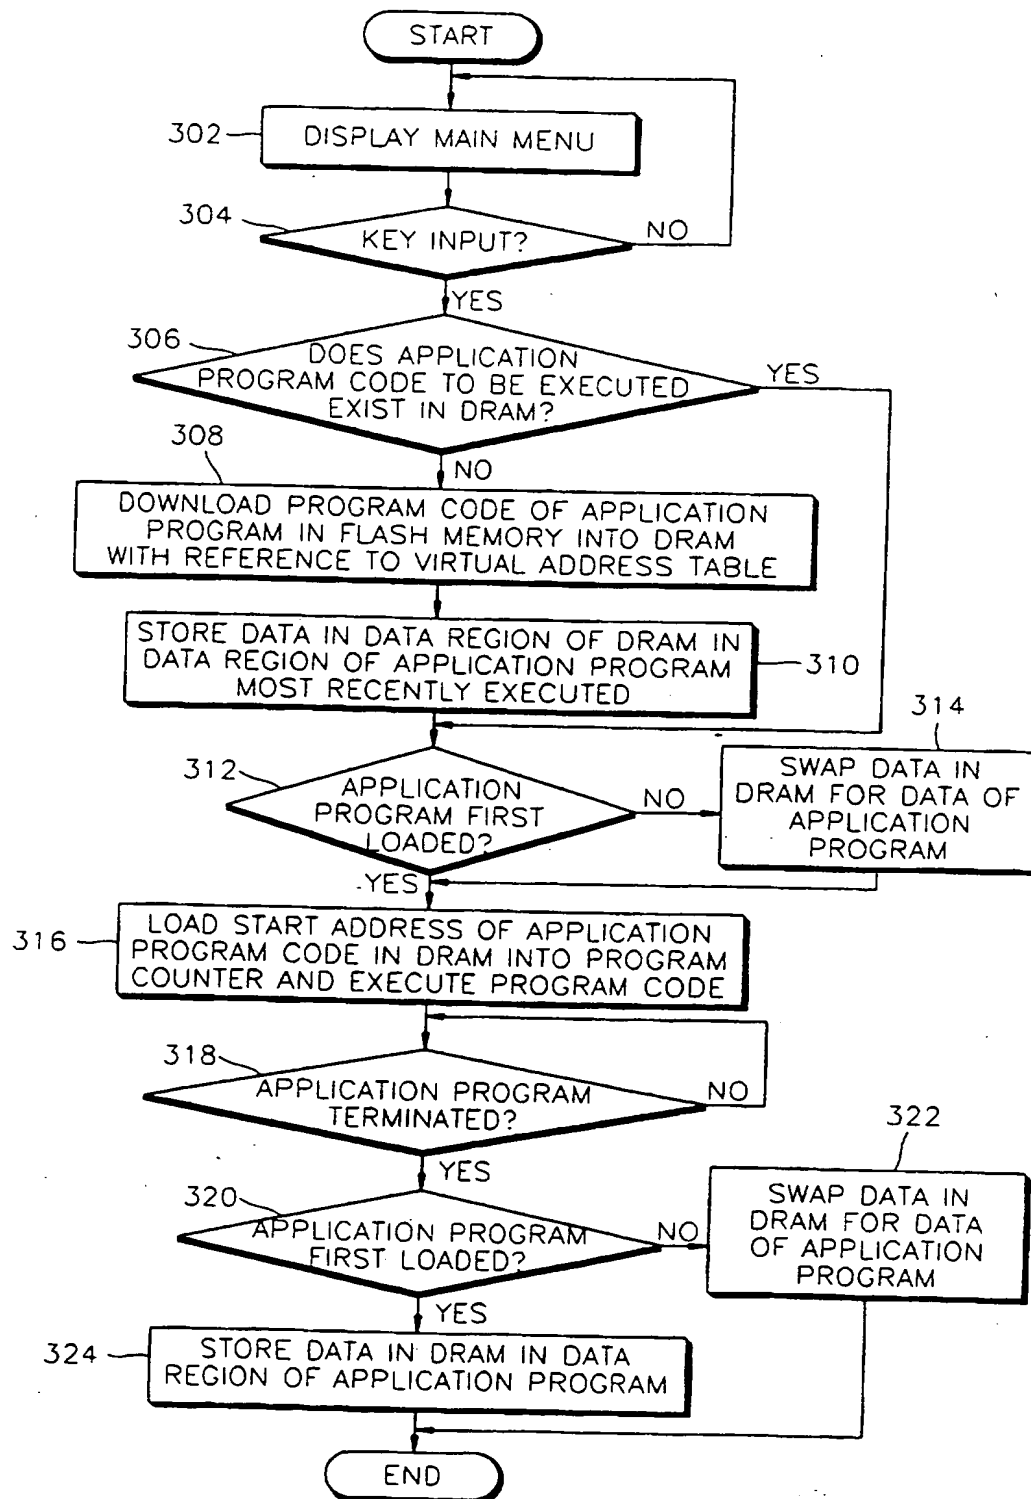 START
302
DISPLAY MAIN MENU
304
KEY INPUT?
NO
YES
306
DOES APPLICATION
PROGRAM CODE TO BE EXECUTED
EXIST IN DRAM?
YES
308
NO
DOWNLOAD PROGRAM CODE OF APPLICATION
PROGRAM IN FLASH MEMORY INTO DRAM
WITH REFERENCE TO VIRTUAL ADDRESS TABLE
STORE DATA IN DATA REGION OF DRAM IN
DATA REGION OF APPLICATION PROGRAM
MOST RECENTLY EXECUTED
310
312
APPLICATION
PROGRAM FIRST
LOADED?
NO
314
SWAP DATA IN
DRAM FOR DATA OF
APPLICATION
PROGRAM
YES
316
LOAD START ADDRESS OF APPLICATION
PROGRAM CODE IN DRAM INTO PROGRAM
COUNTER AND EXECUTE PROGRAM CODE
318
APPLICATION PROGRAM
TERMINATED?
NO
YES
320
APPLICATION PROGRAM
FIRST LOADED?
NO
322
SWAP DATA IN
DRAM FOR DATA
OF APPLICATION
PROGRAM
YES
324
STORE DATA IN DRAM IN DATA
REGION OF APPLICATION PROGRAM
END